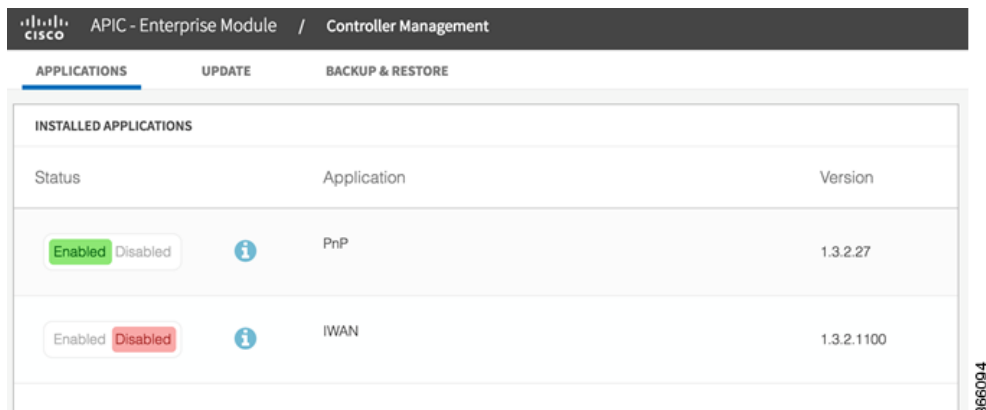 CISCO APIC - Enterprise Module / Controller Management
APPLICATIONS UPDATE BACKUP & RESTORE
INSTALLED APPLICATIONS
Status Application Version
Enabled Disabled PnP 1.3.2.27
Enabled Disabled IWAN 1.3.2.1100
366094